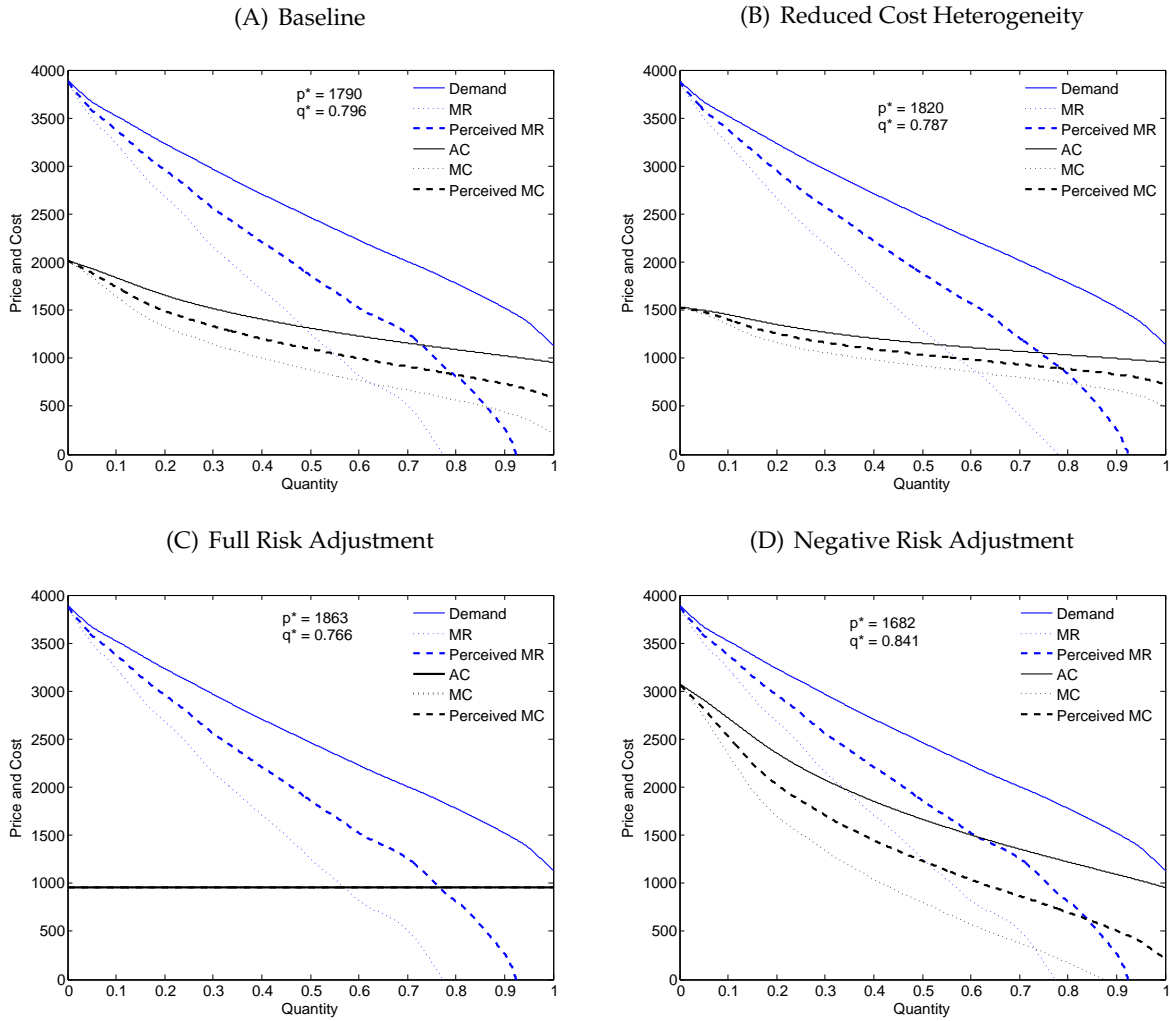 (A) Baseline
4000
3500
3000
2500
2000
1500
1000
500
0
Price and Cost
0 0.1 0.2 0.3 0.4 0.5 0.6 0.7 0.8 0.9 1
Quantity
p* = 1790
q* = 0.796
Demand
MR
Perceived MR
AC
MC
Perceived MC
(B) Reduced Cost Heterogeneity
4000
3500
3000
2500
2000
1500
1000
500
0
Price and Cost
0 0.1 0.2 0.3 0.4 0.5 0.6 0.7 0.8 0.9 1
Quantity
p* = 1820
q* = 0.787
Demand
MR
Perceived MR
AC
MC
Perceived MC
(C) Full Risk Adjustment
4000
3500
3000
2500
2000
1500
1000
500
0
Price and Cost
0 0.1 0.2 0.3 0.4 0.5 0.6 0.7 0.8 0.9 1
Quantity
p* = 1863
q* = 0.766
Demand
MR
Perceived MR
AC
MC
Perceived MC
(D) Negative Risk Adjustment
4000
3500
3000
2500
2000
1500
1000
500
0
Price and Cost
0 0.1 0.2 0.3 0.4 0.5 0.6 0.7 0.8 0.9 1
Quantity
p* = 1682
q* = 0.841
Demand
MR
Perceived MR
AC
MC
Perceived MC